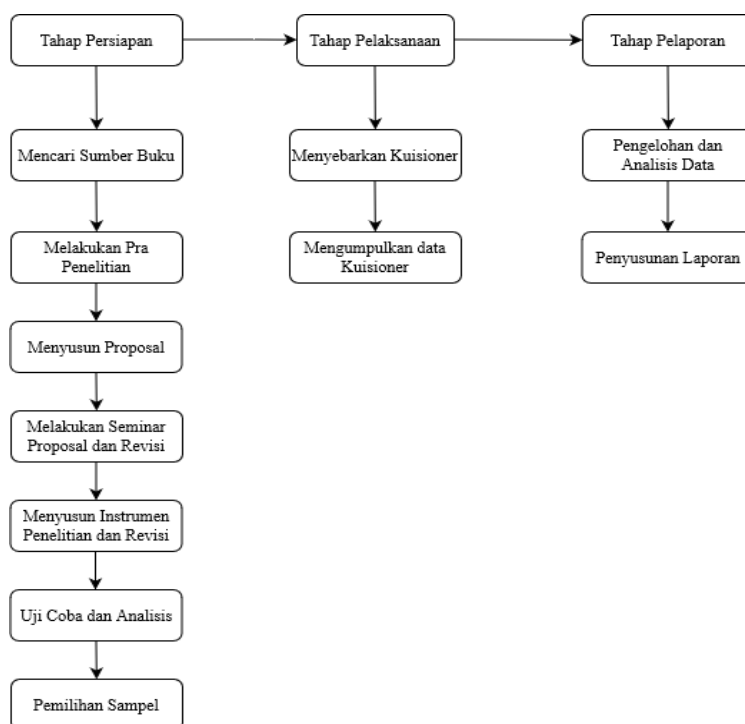 Tahap Persiapan
Tahap Pelaksanaan
Tahap Pelaporan
Mencari Sumber Buku
Menyebarkan Kuisioner
Pengelohan dan
Analisis Data
Melakukan Pra
Penelitian
Mengumpulkan data
Kuisioner
Penyusunan Laporan
Menyusun Proposal
Melakukan Seminar
Proposal dan Revisi
Menyusun Instrumen
Penelitian dan Revisi
Uji Coba dan Analisis
Pemilihan Sampel